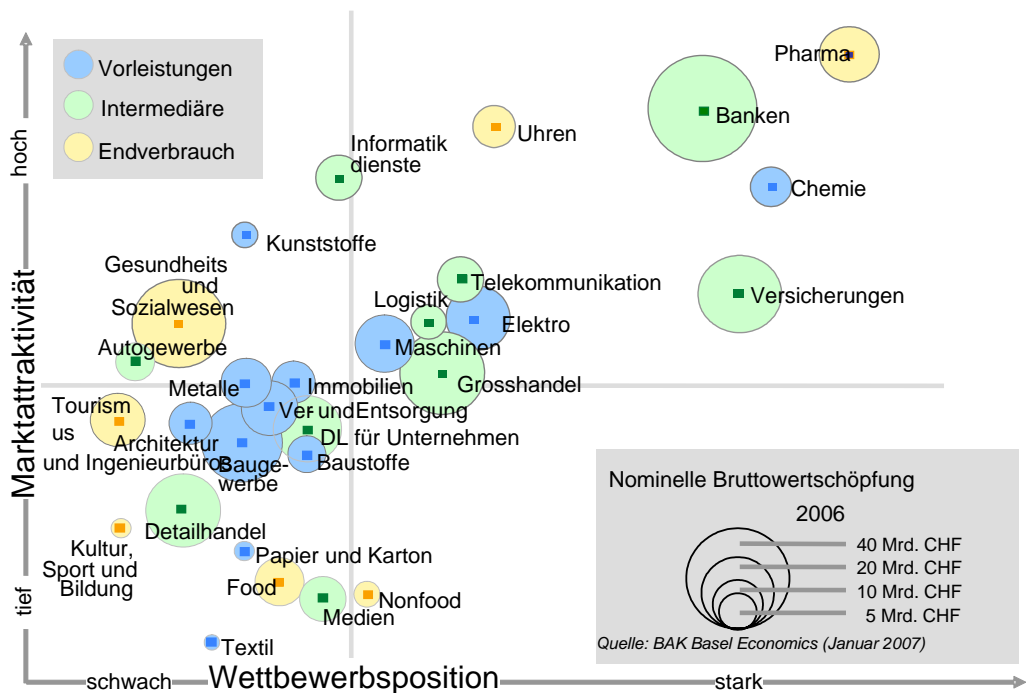 Vorleistungen
Intermediäre
Endverbrauch
Pharma
Banken
Uhren
Informatik
dienste
Chemie
Kunststoffe
Gesundheits
und
Sozialwesen
Telekommunikation
Logistik
Versicherungen
Elektro
Autogewerbe
Maschinen
Metalle
Immobilien
Grosshandel
Tourism
us
Ver und Entsorgung
Architektur
und Ingenieurbüros
DL für Unternehmen
Bauge-
werbe
Baustoffe
Detailhandel
Kultur,
Sport und
Bildung
Papier und Karton
Food
Nonfood
Medien
Textil
hoch
Marktattraktivität
tief
schwach
Wettbewerbsposition
stark
Nominelle Bruttowertschöpfung
2006
40 Mrd. CHF
20 Mrd. CHF
10 Mrd. CHF
5 Mrd. CHF
Quelle: BAK Basel Economics (Januar 2007)